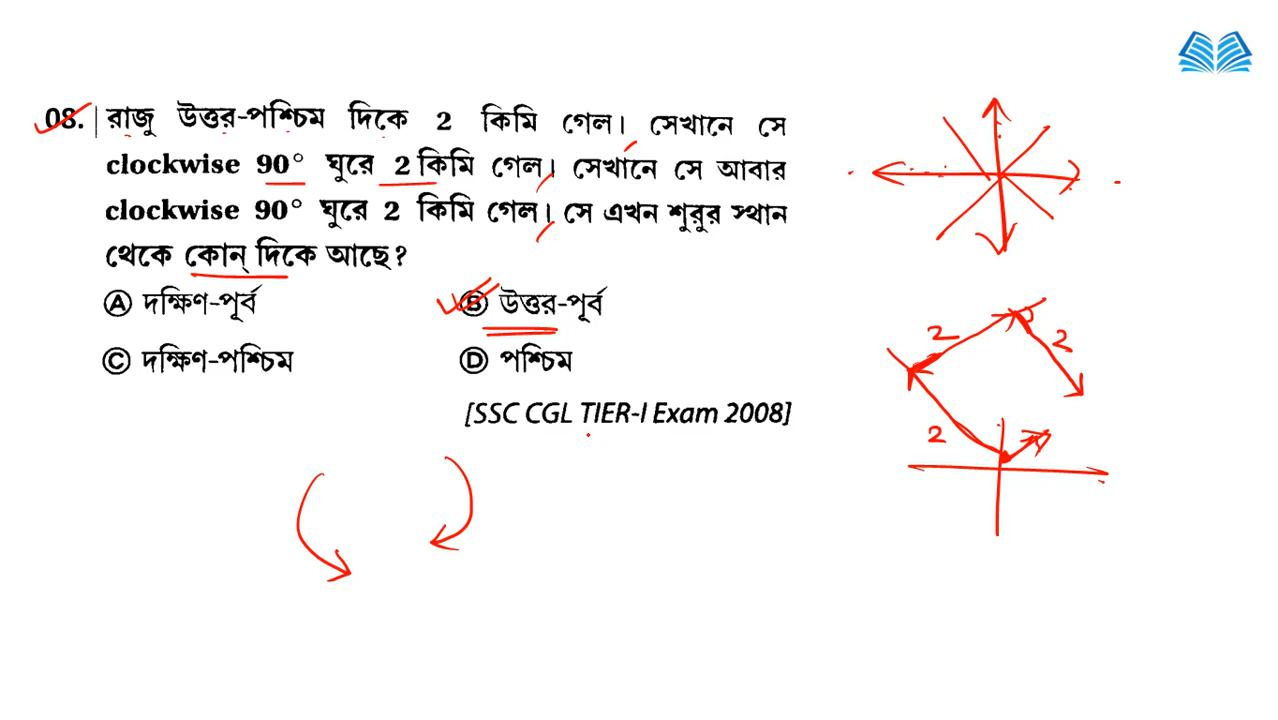 08. রাজু উত্তর-পশ্চিম দিকে 2 কিমি গেল। সেখানে সে
clockwise 90° ঘুরে 2 কিমি গেল। সেখানে সে আবার
clockwise 90° ঘুরে 2 কিমি গেল। সে এখন শুরুর স্থান
থেকে কোন্ দিকে আছে?
Ⓐ দক্ষিণ-পূর্ব Ⓑ উত্তর-পূর্ব
Ⓒ দক্ষিণ-পশ্চিম Ⓓ পশ্চিম
[SSC CGL TIER-I Exam 2008]
2 2
2